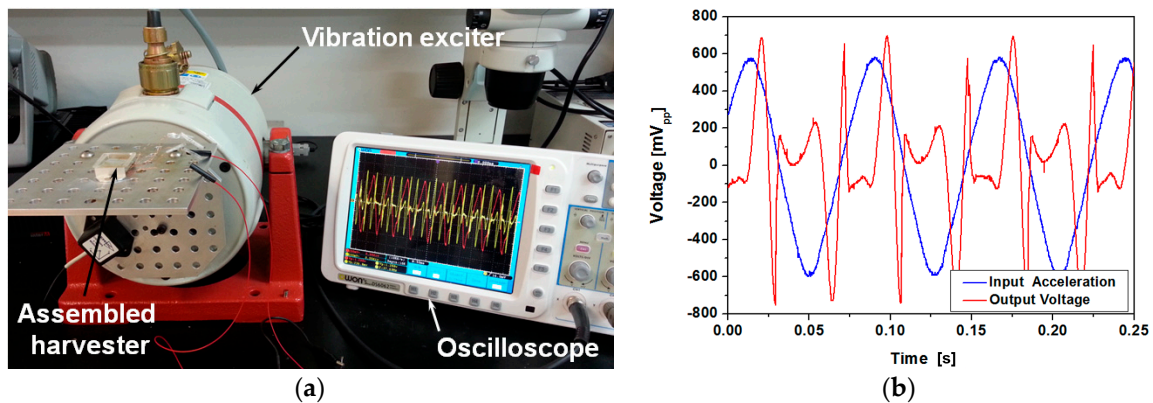 Vibration exciter
Assembled
harvester
Oscilloscope
(a)
Voltage [mVpp]
800
600
400
200
0
-200
-400
-600
-800
0.00 0.05 0.10 0.15 0.20 0.25
Time [s]
Input Acceleration
Output Voltage
(b)